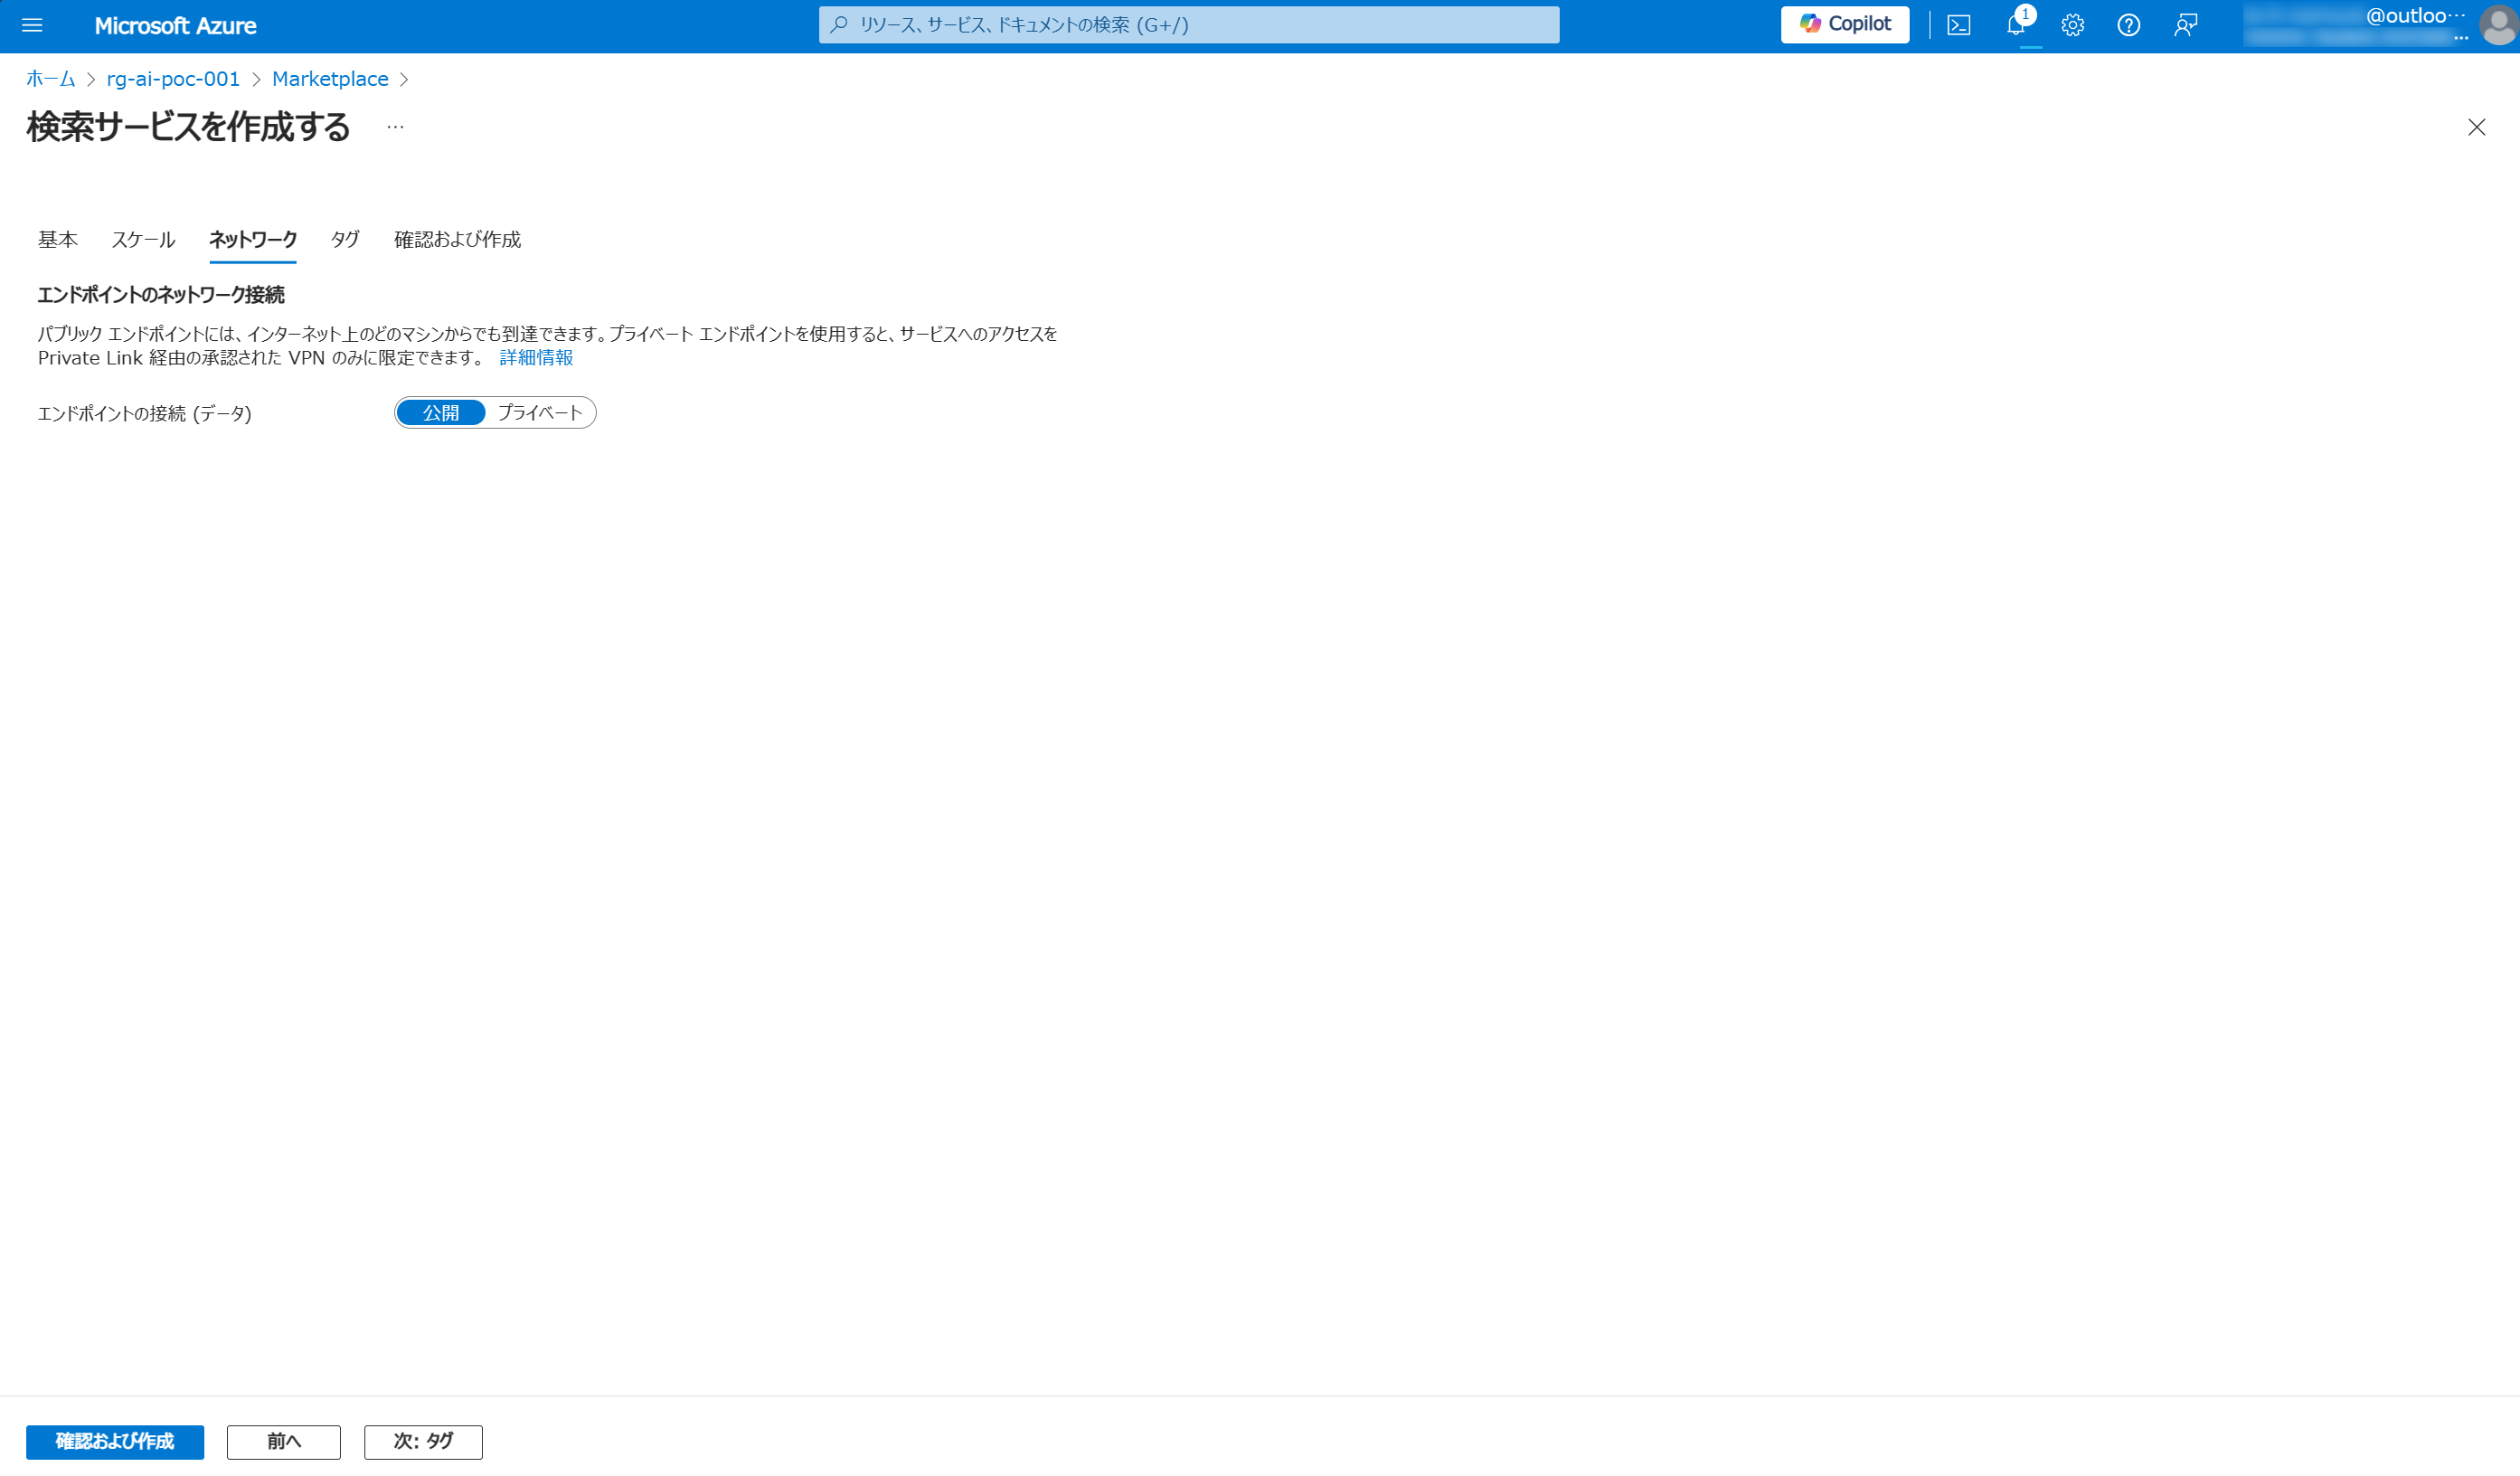 Microsoft Azure
リソース、サービス、ドキュメントの検索 (G+/)
Copilot
1
@outloo…
ホーム > rg-ai-poc-001 > Marketplace >
検索サービスを作成する …
基本 スケール ネットワーク タグ 確認および作成
エンドポイントのネットワーク接続
パブリック エンドポイントには、インターネット上のどのマシンからでも到達できます。プライベート エンドポイントを使用すると、サービスへのアクセスを
Private Link 経由の承認された VPN のみに限定できます。 詳細情報
エンドポイントの接続 (データ) 公開 プライベート
確認および作成 前へ 次: タグ